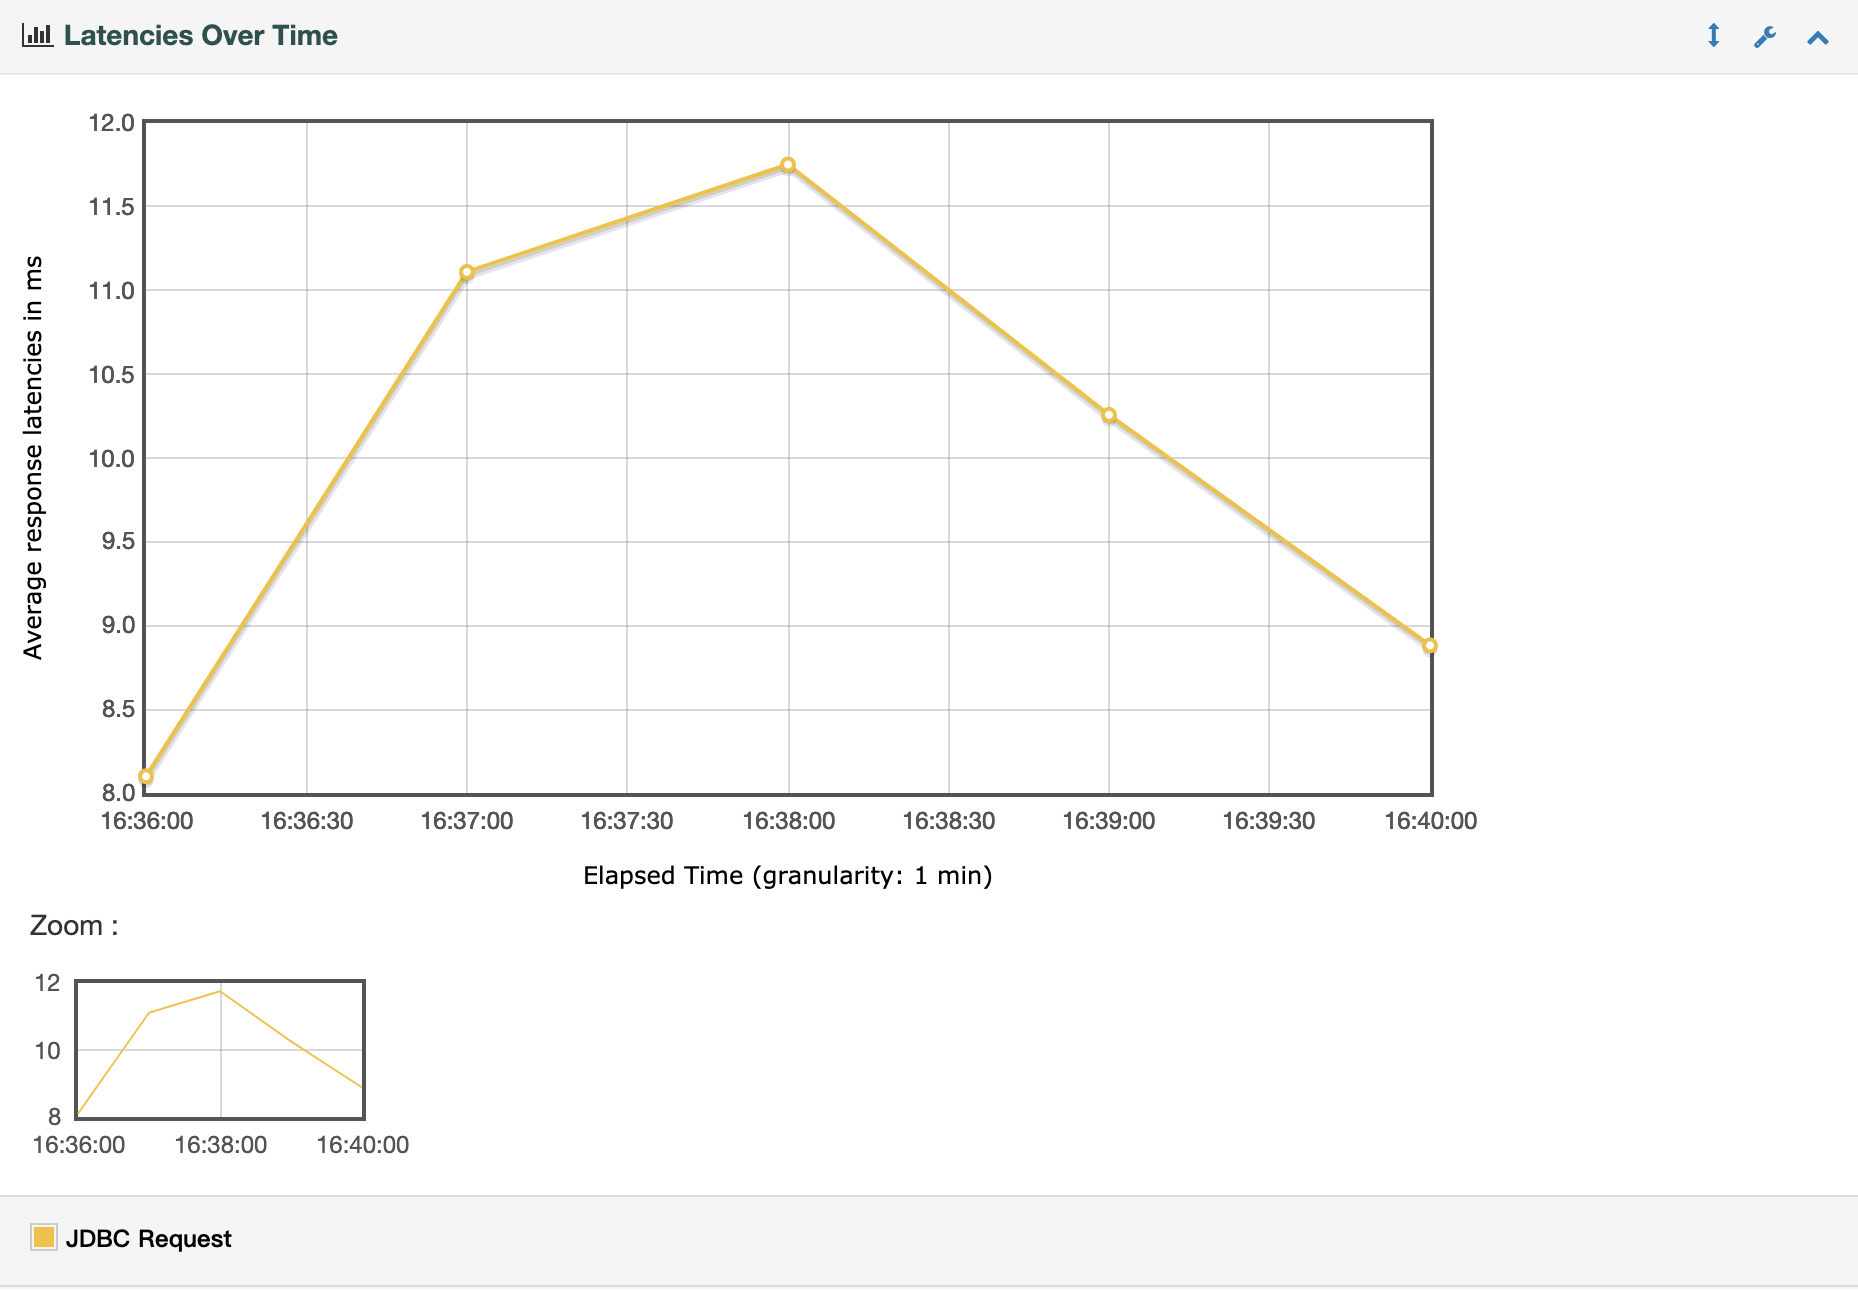 Latencies Over Time
12.0
11.5
11.0
10.5
10.0
9.5
9.0
8.5
8.0
Average response latencies in ms
16:36:00 16:36:30 16:37:00 16:37:30 16:38:00 16:38:30 16:39:00 16:39:30 16:40:00
Elapsed Time (granularity: 1 min)
Zoom :
12
10
8
16:36:00 16:38:00 16:40:00
JDBC Request